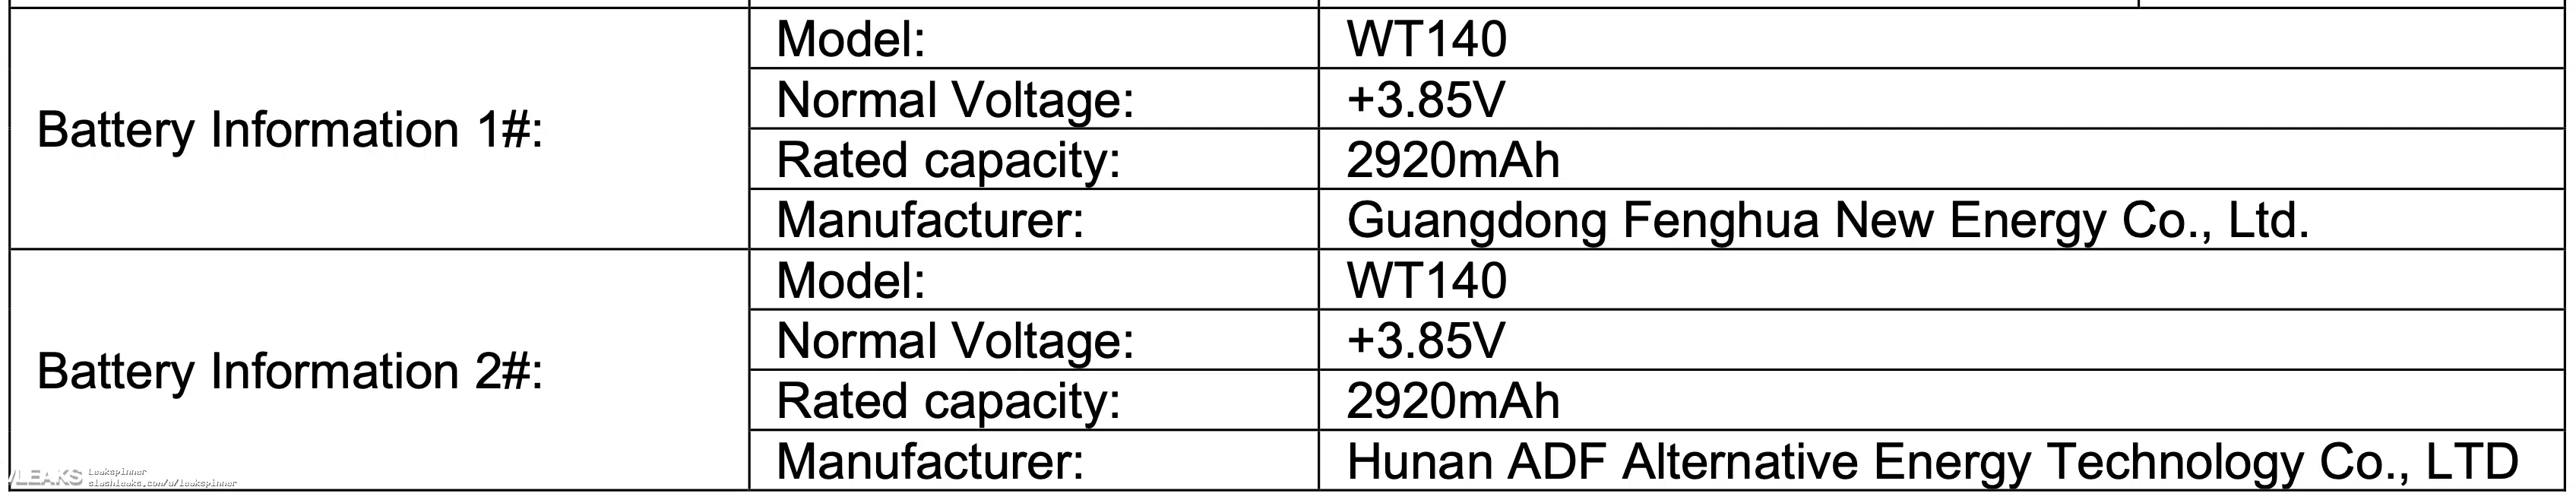 Battery Information 1#:
Model: WT140
Normal Voltage: +3.85V
Rated capacity: 2920mAh
Manufacturer: Guangdong Fenghua New Energy Co., Ltd.
Battery Information 2#:
Model: WT140
Normal Voltage: +3.85V
Rated capacity: 2920mAh
Manufacturer: Hunan ADF Alternative Energy Technology Co., LTD
/LEAKS
Leakspinner
slashleaks.com/u/leakspinner